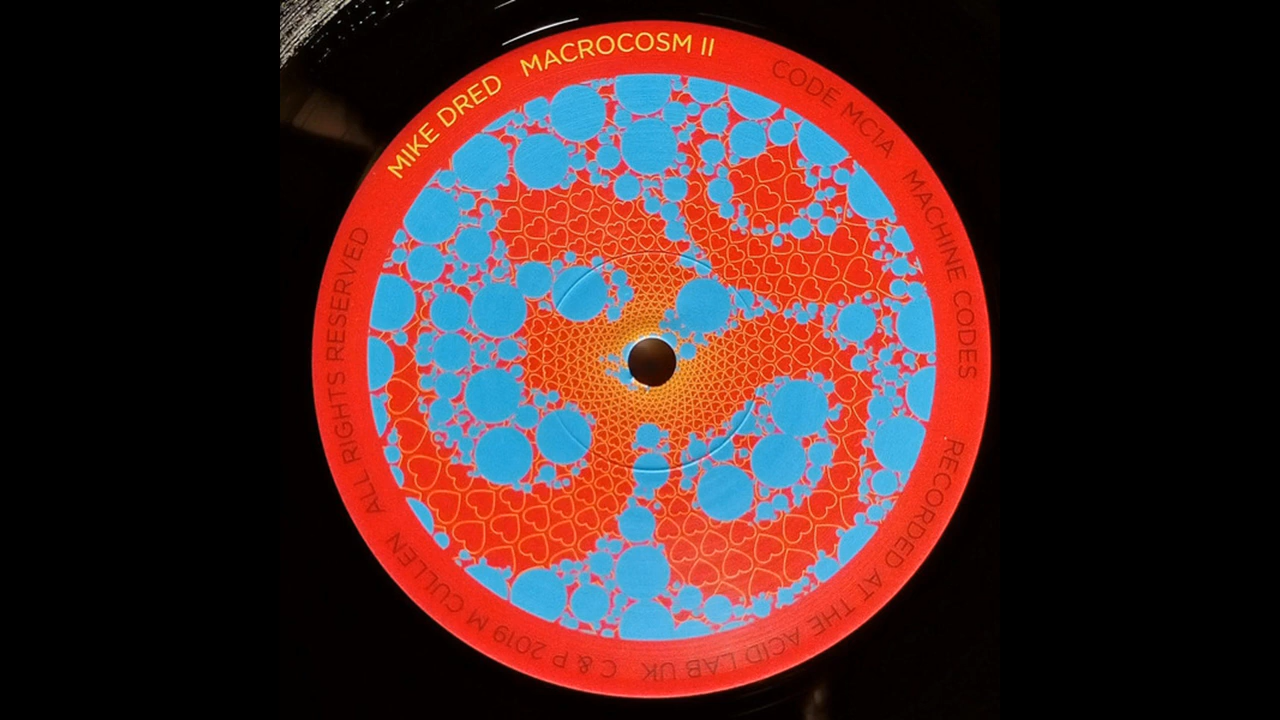 MIKE DRED MACROCOSM II
CODE MC1A
MACHINE CODES
RECORDED AT THE ACID LAB UK
C & P 2019 M CULLEN
ALL RIGHTS RESERVED